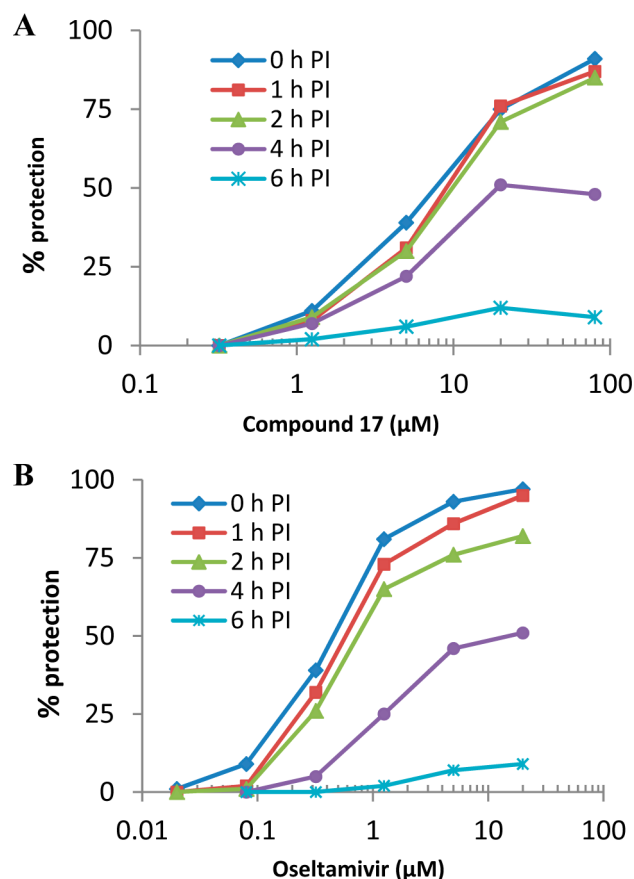 A
100
75
50
25
0
% protection
0 h PI
1 h PI
2 h PI
4 h PI
6 h PI
0.1 1 10 100
Compound 17 (µM)
B
100
75
50
25
0
% protection
0 h PI
1 h PI
2 h PI
4 h PI
6 h PI
0.01 0.1 1 10 100
Oseltamivir (µM)